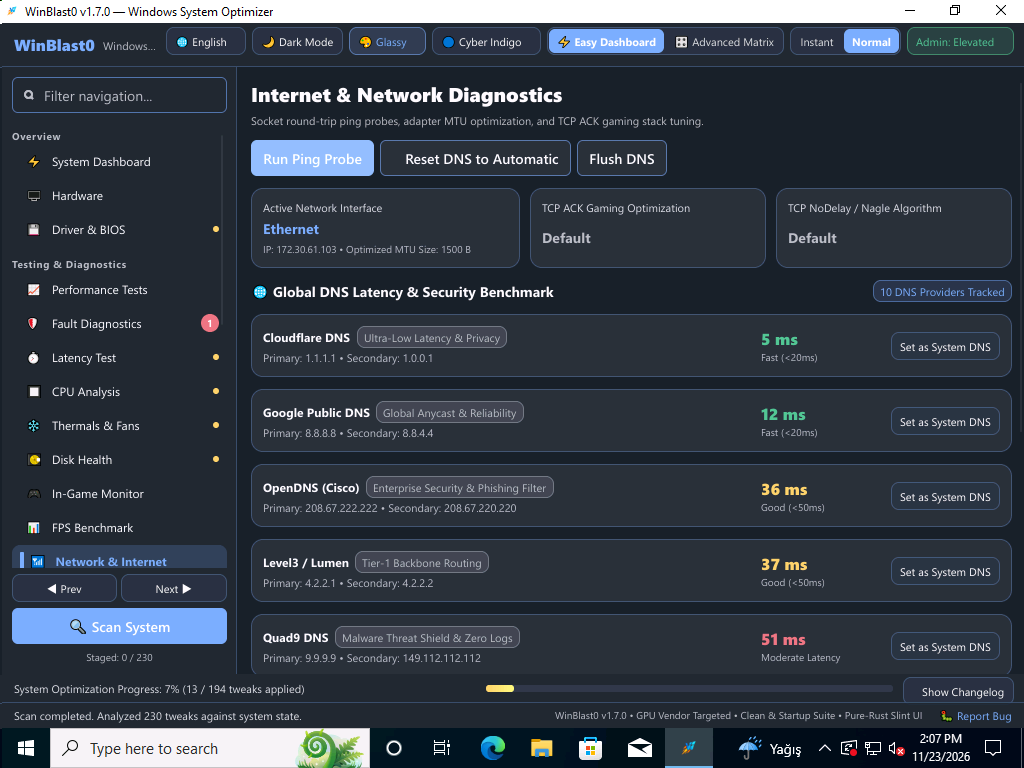 WinBlast0 v1.7.0 — Windows System Optimizer
WinBlast0 Windows...
English
Dark Mode
Glassy
Cyber Indigo
Easy Dashboard
Advanced Matrix
Instant
Normal
Admin: Elevated
Filter navigation...
Overview
System Dashboard
Hardware
Driver & BIOS
Testing & Diagnostics
Performance Tests
Fault Diagnostics 1
Latency Test
CPU Analysis
Thermals & Fans
Disk Health
In-Game Monitor
FPS Benchmark
Network & Internet
◀ Prev
Next ▶
Scan System
Staged: 0 / 230
Internet & Network Diagnostics
Socket round-trip ping probes, adapter MTU optimization, and TCP ACK gaming stack tuning.
Run Ping Probe
Reset DNS to Automatic
Flush DNS
Active Network Interface
Ethernet
IP: 172.30.61.103 • Optimized MTU Size: 1500 B
TCP ACK Gaming Optimization
Default
TCP NoDelay / Nagle Algorithm
Default
Global DNS Latency & Security Benchmark
10 DNS Providers Tracked
Cloudflare DNS Ultra-Low Latency & Privacy
Primary: 1.1.1.1 • Secondary: 1.0.0.1
5 ms
Fast (<20ms)
Set as System DNS
Google Public DNS Global Anycast & Reliability
Primary: 8.8.8.8 • Secondary: 8.8.4.4
12 ms
Fast (<20ms)
Set as System DNS
OpenDNS (Cisco) Enterprise Security & Phishing Filter
Primary: 208.67.222.222 • Secondary: 208.67.220.220
36 ms
Good (<50ms)
Set as System DNS
Level3 / Lumen Tier-1 Backbone Routing
Primary: 4.2.2.1 • Secondary: 4.2.2.2
37 ms
Good (<50ms)
Set as System DNS
Quad9 DNS Malware Threat Shield & Zero Logs
Primary: 9.9.9.9 • Secondary: 149.112.112.112
51 ms
Moderate Latency
Set as System DNS
System Optimization Progress: 7% (13 / 194 tweaks applied)
Show Changelog
Scan completed. Analyzed 230 tweaks against system state.
WinBlast0 v1.7.0 • GPU Vendor Targeted • Clean & Startup Suite • Pure-Rust Slint UI
Report Bug
Type here to search
Yağış
2:07 PM
11/23/2026